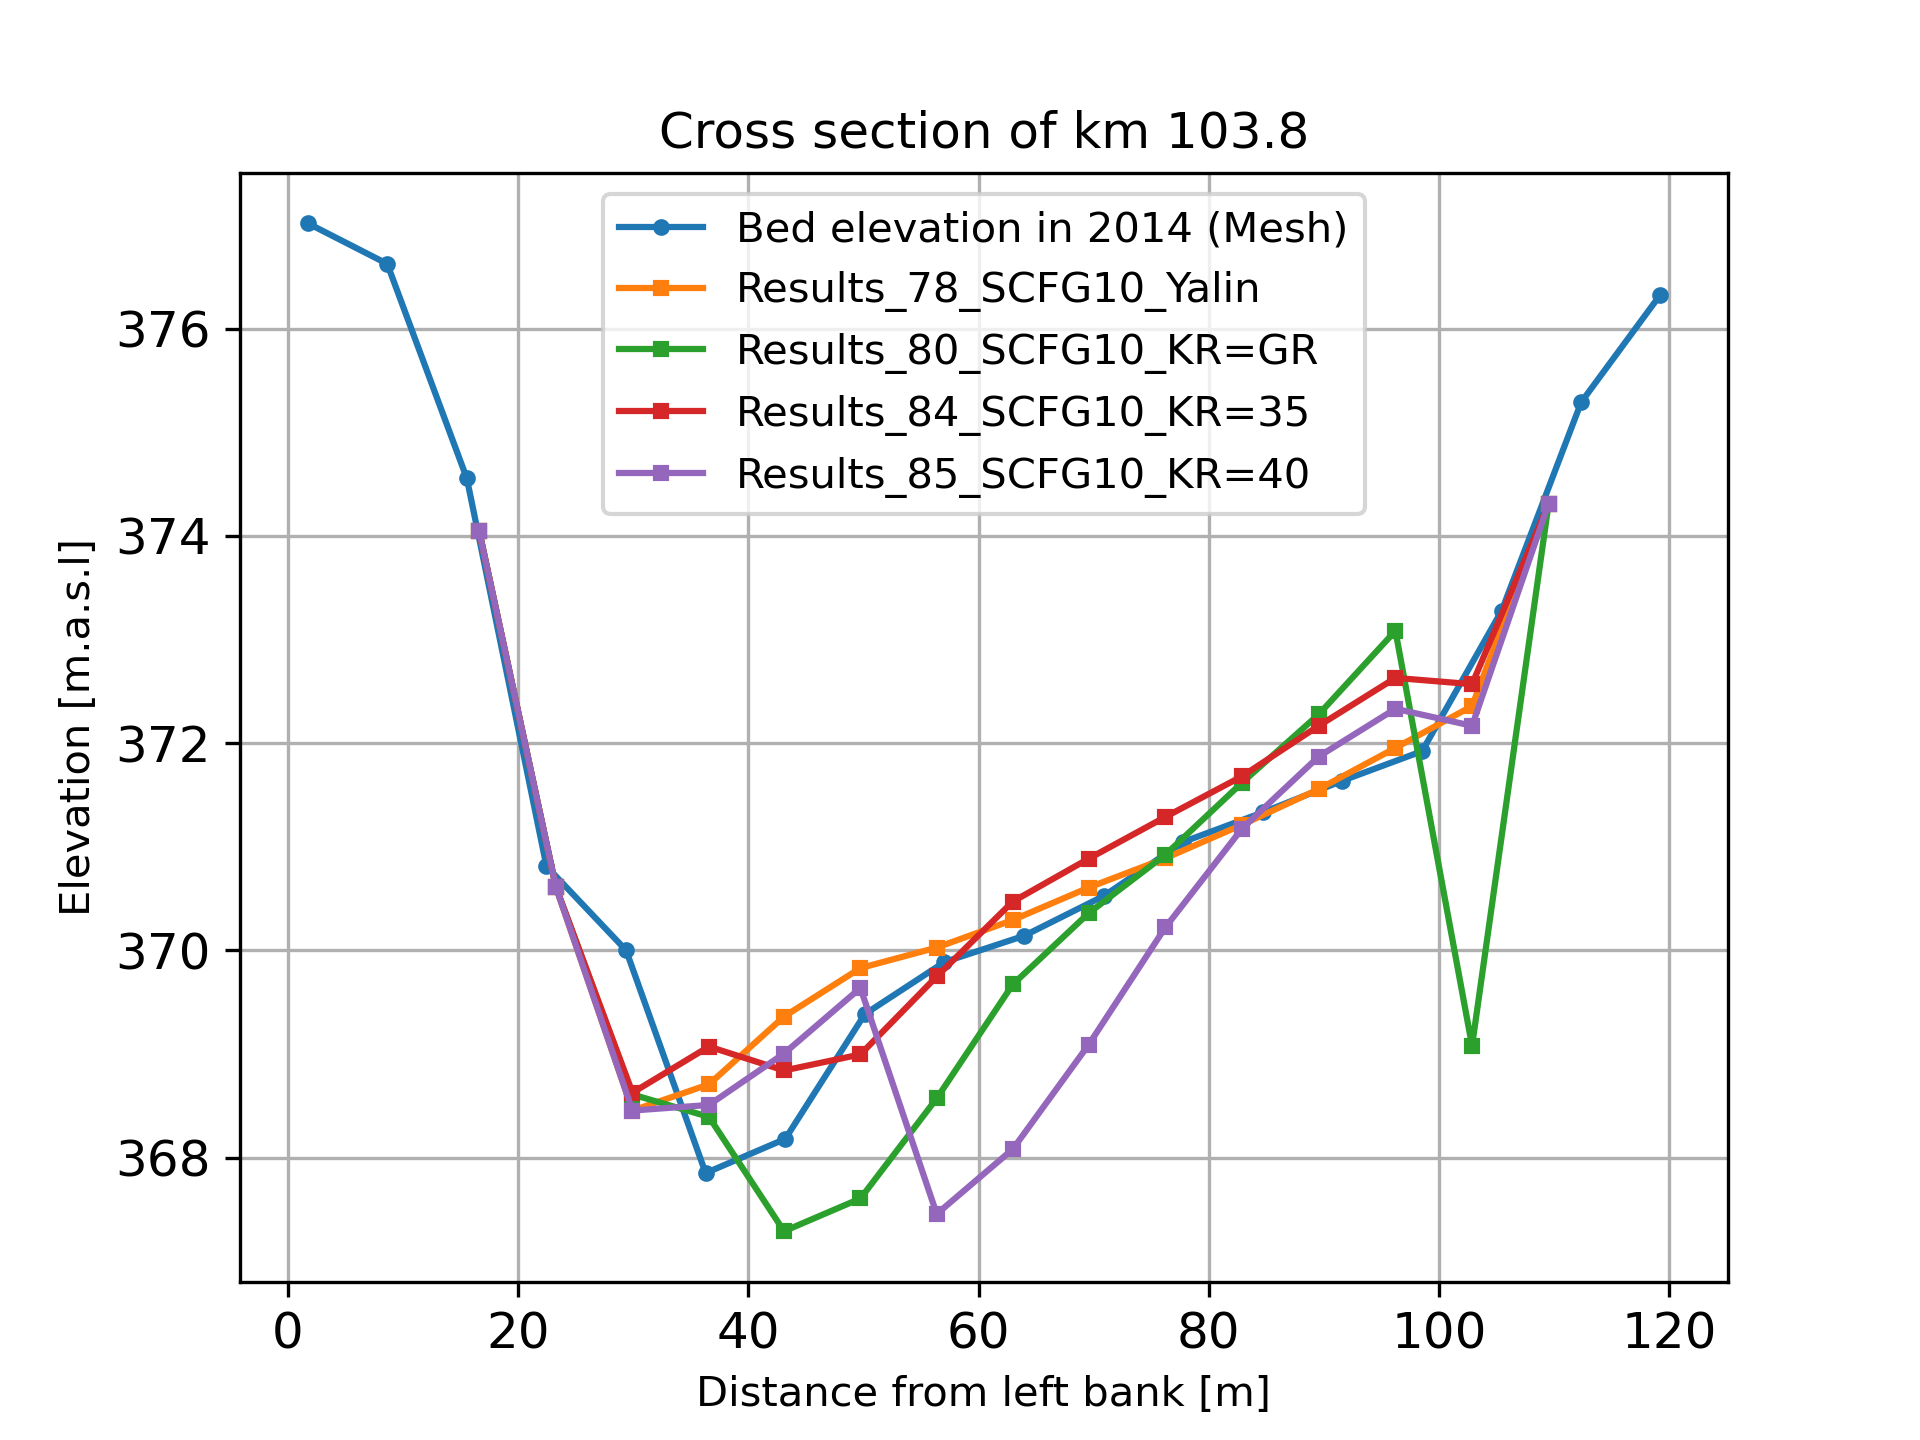 Cross section of km 103.8
Bed elevation in 2014 (Mesh)
Results_78_SCFG10_Yalin
Results_80_SCFG10_KR=GR
Results_84_SCFG10_KR=35
Results_85_SCFG10_KR=40
376
374
372
370
368
Elevation [m.a.s.l]
0 20 40 60 80 100 120
Distance from left bank [m]